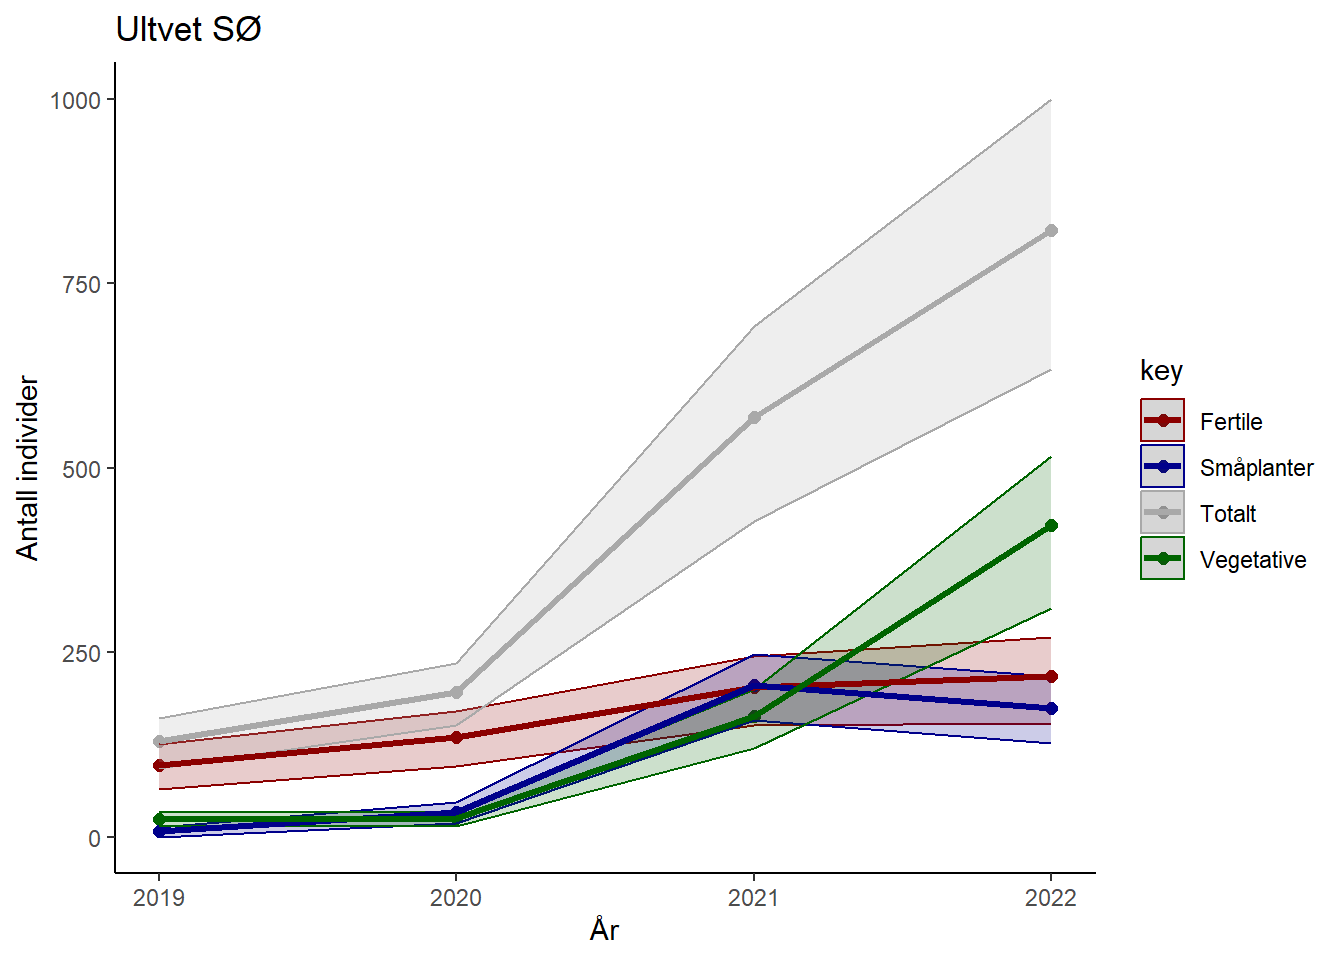 Ultvet SØ
Antall individer
1000
750
500
250
0
2019 2020 2021 2022
År
key
Fertile
Småplanter
Totalt
Vegetative